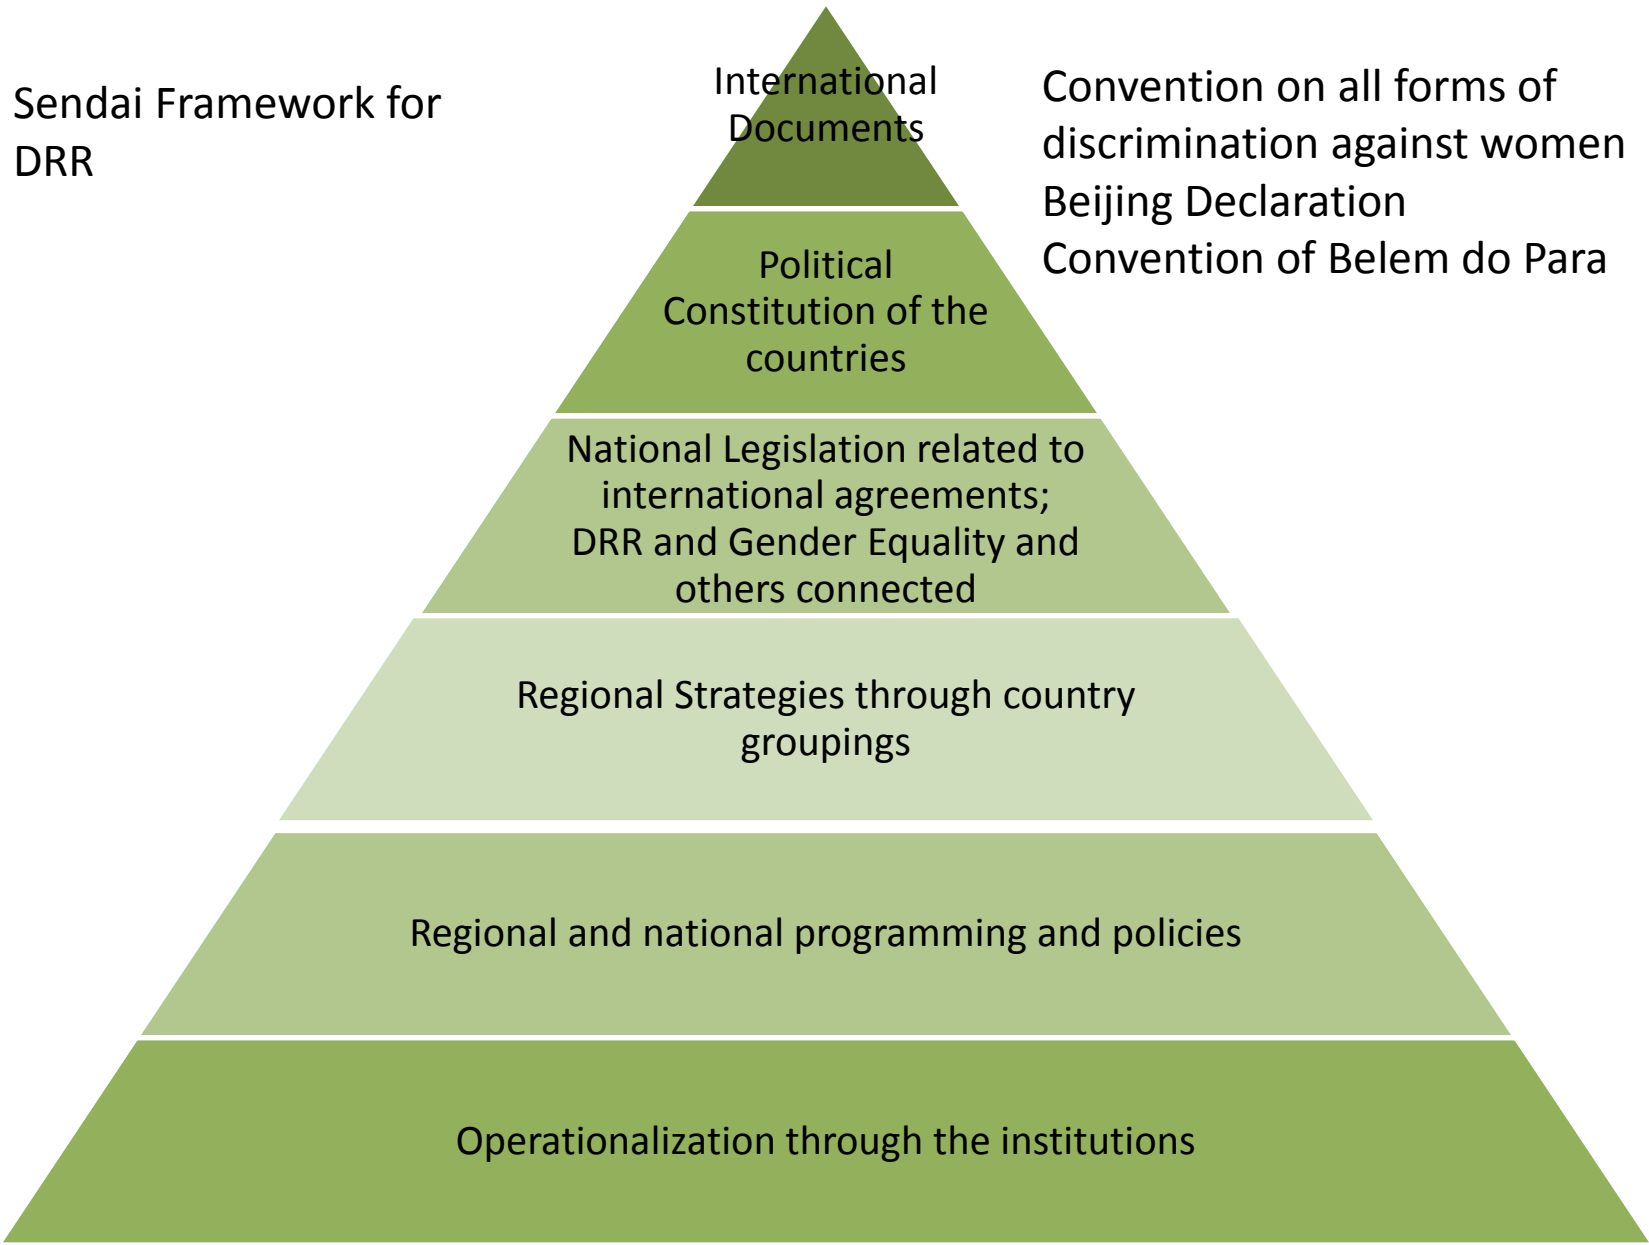 Sendai Framework for
DRR
International
Documents
Convention on all forms of
discrimination against women
Beijing Declaration
Convention of Belem do Para
Political
Constitution of the
countries
National Legislation related to
international agreements;
DRR and Gender Equality and
others connected
Regional Strategies through country
groupings
Regional and national programming and policies
Operationalization through the institutions